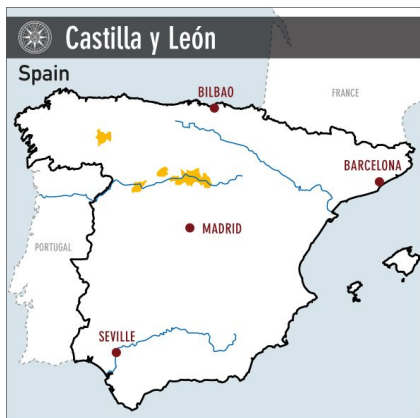 Castilla y León
Spain
BILBAO
FRANCE
BARCELONA
MADRID
PORTUGAL
SEVILLE